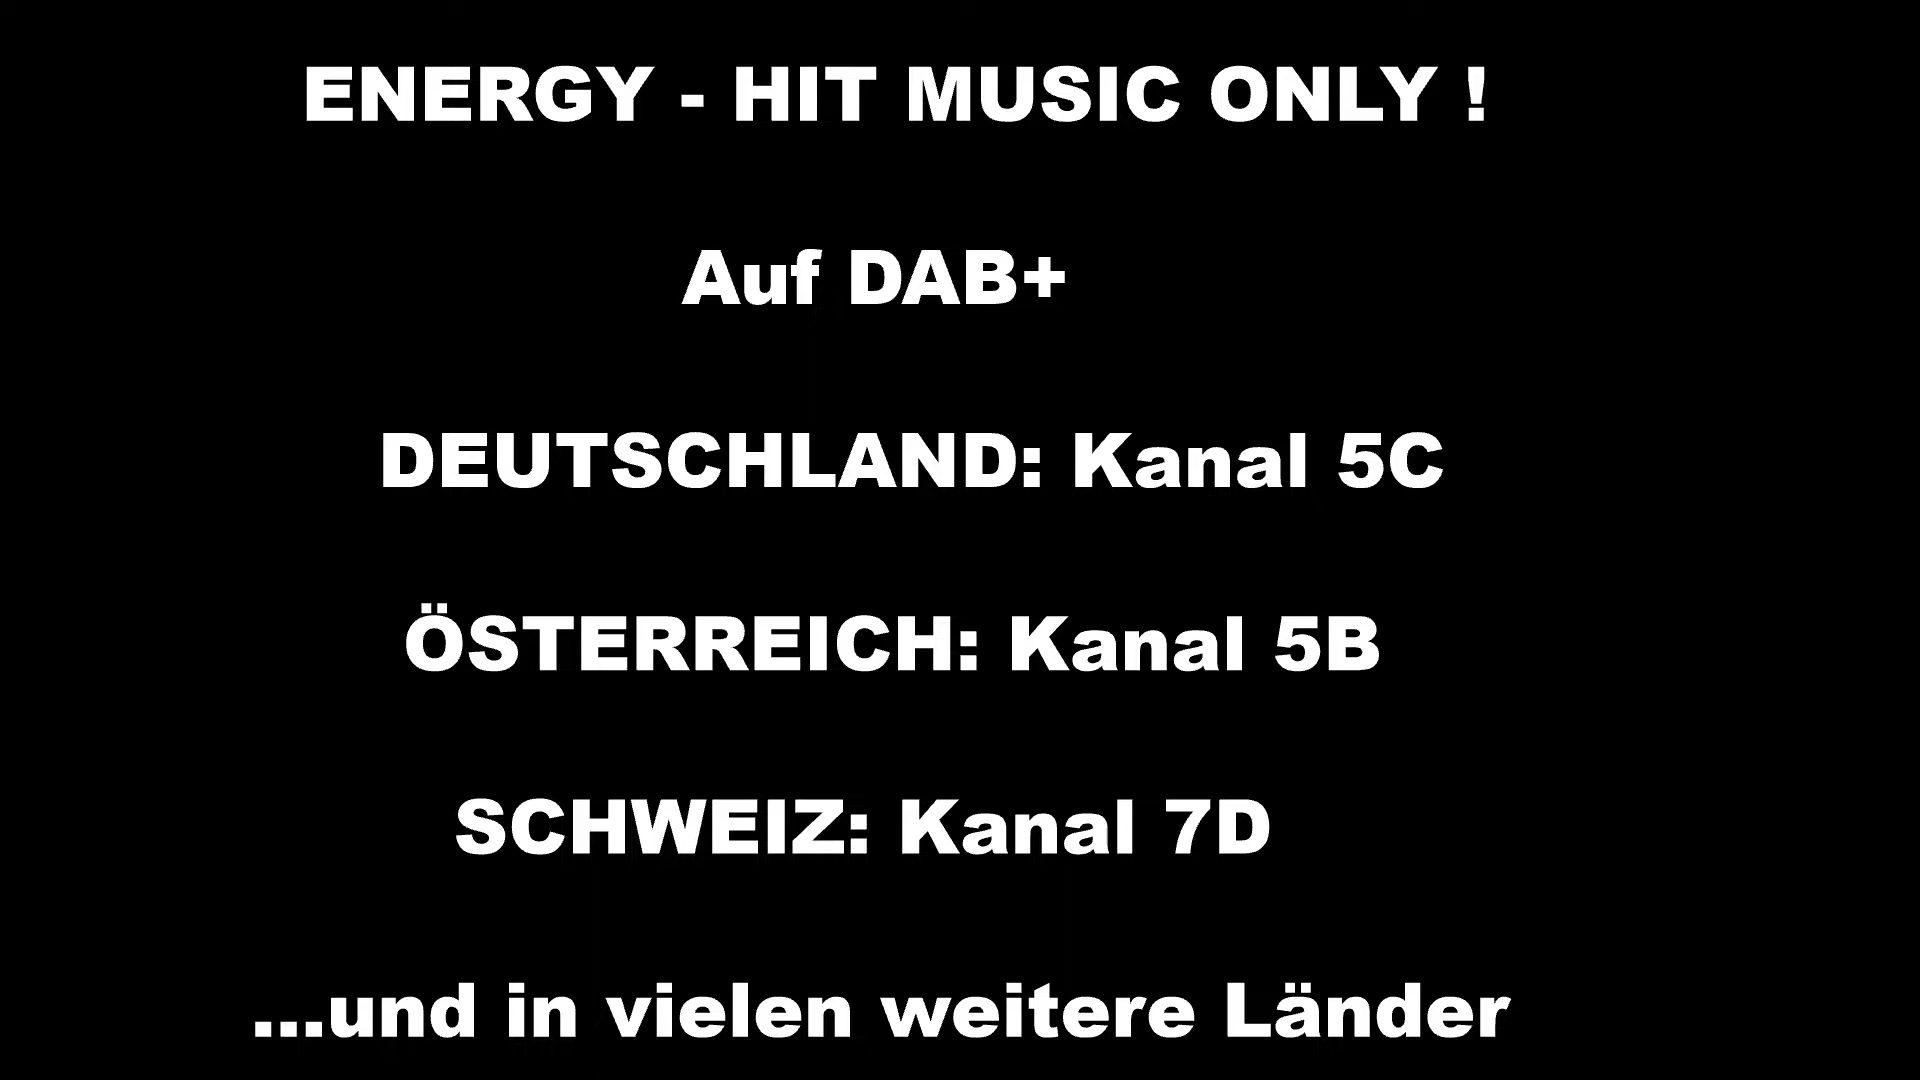 ENERGY - HIT MUSIC ONLY !
Auf DAB+
DEUTSCHLAND: Kanal 5C
ÖSTERREICH: Kanal 5B
SCHWEIZ: Kanal 7D
...und in vielen weitere Länder